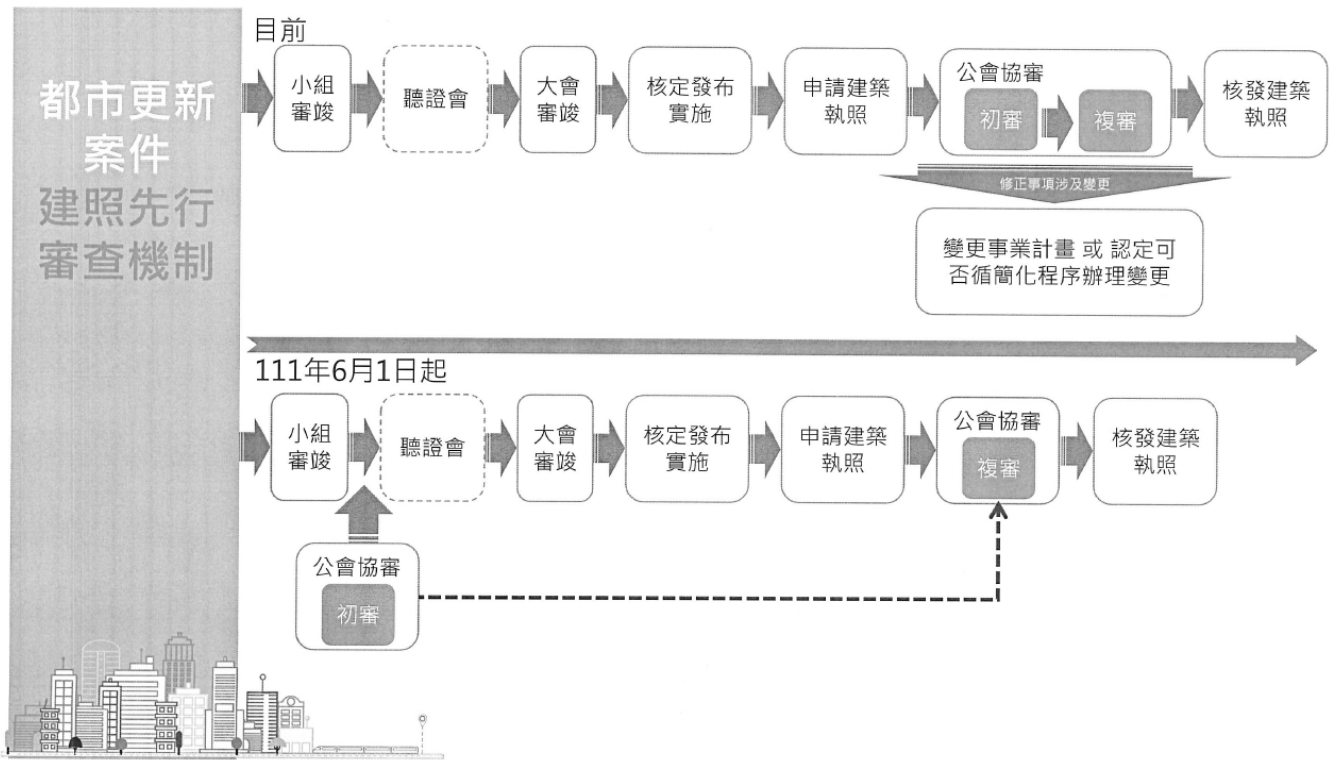 都市更新
案件
建照先行
審查機制
目前
小組
審竣
聽證會
大會
審竣
核定發布
實施
申請建築
執照
公會協審
初審
複審
核發建築
執照
修正事項涉及變更
變更事業計畫 或 認定可
否循簡化程序辦理變更
111年6月1日起
小組
審竣
聽證會
大會
審竣
核定發布
實施
申請建築
執照
公會協審
複審
核發建築
執照
公會協審
初審